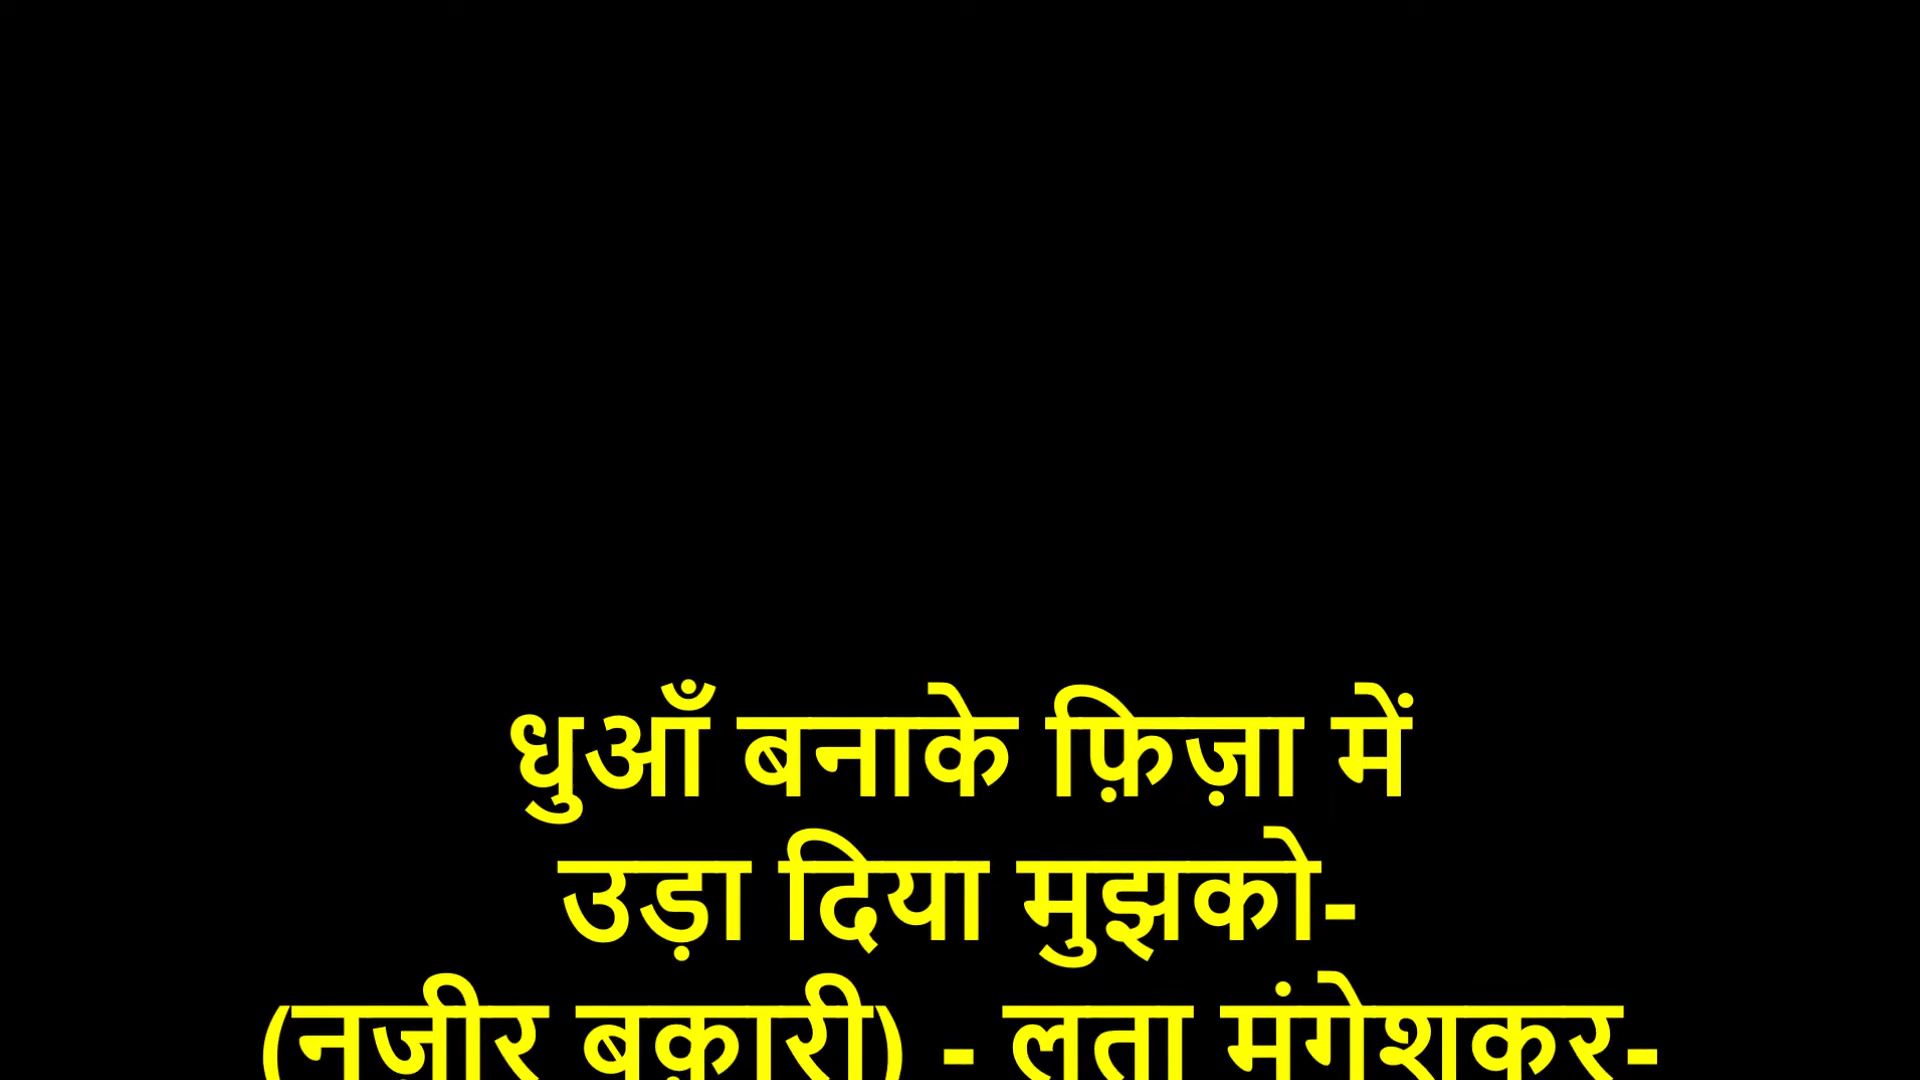 धुआँ बनाके फ़िज़ा में
उड़ा दिया मुझको-
(नज़ीर बक़ारी) - लता मंगेशकर-